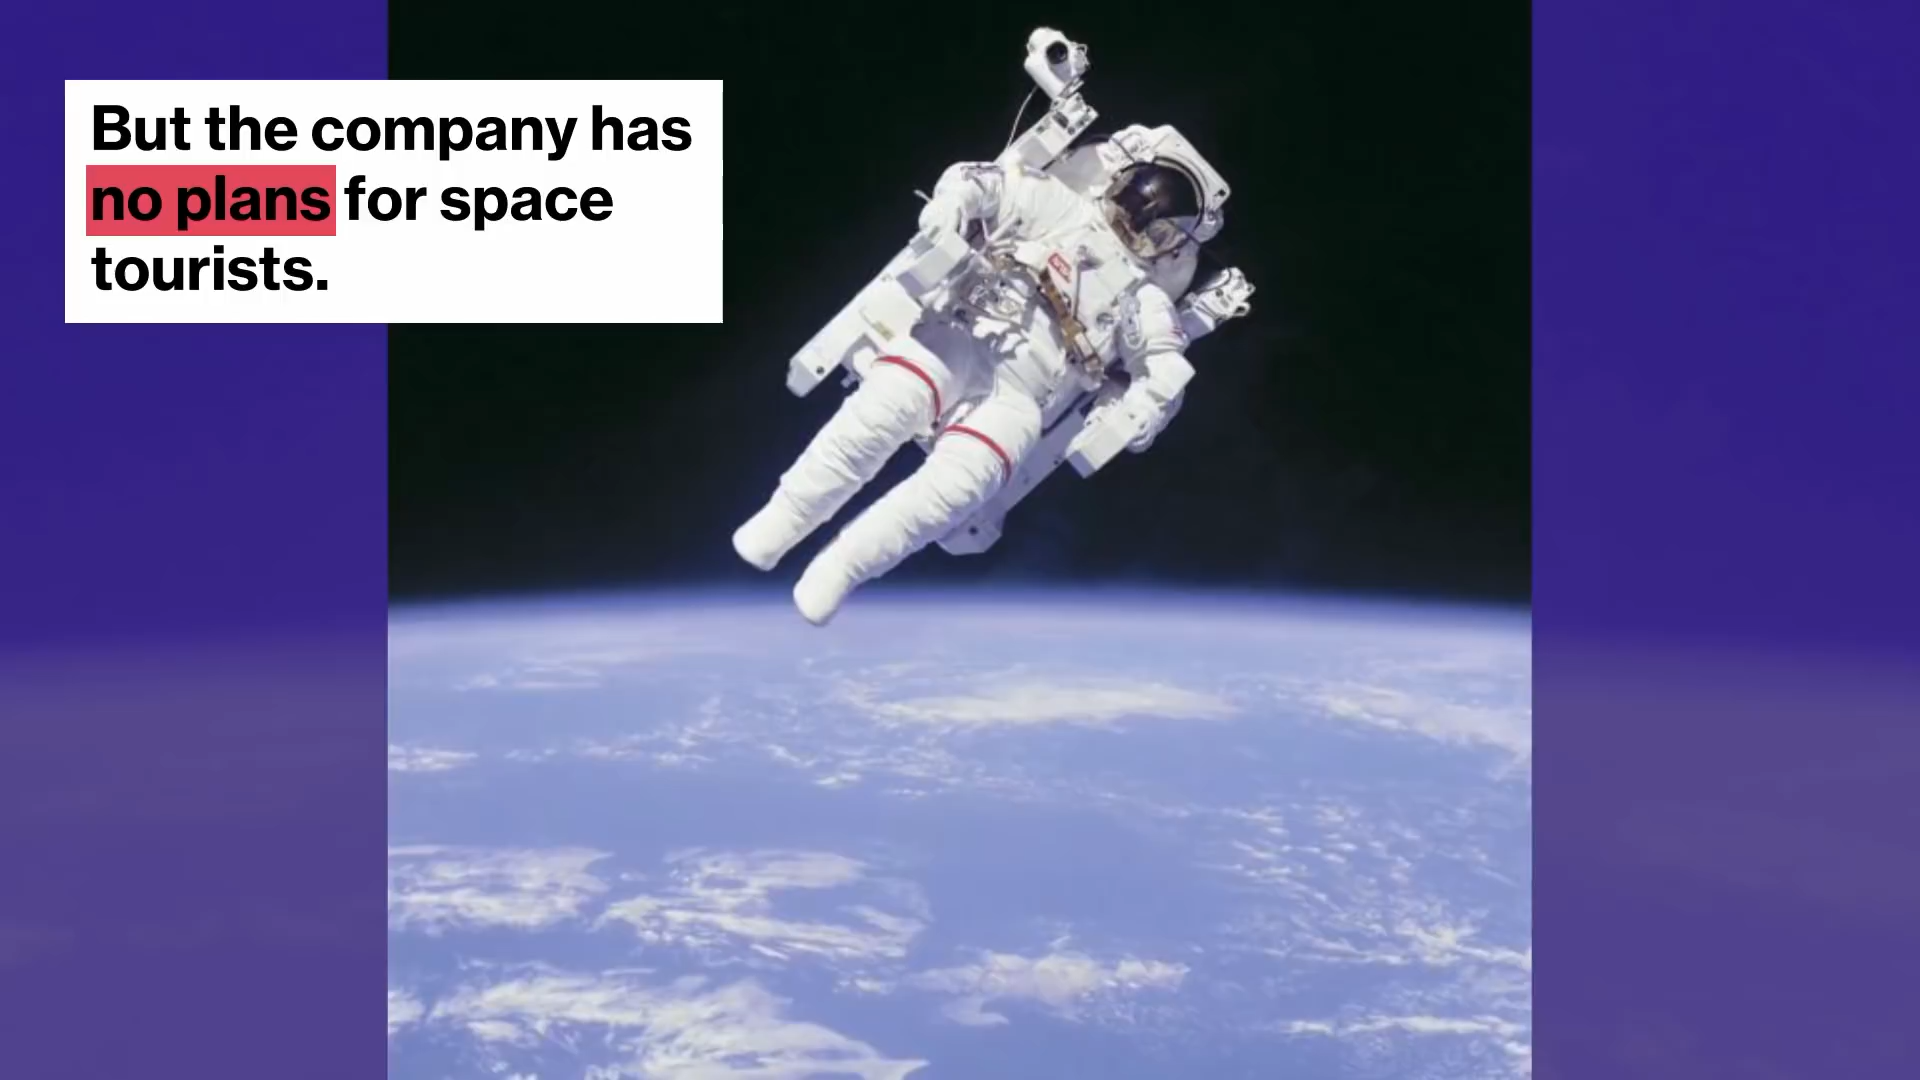 But the company has
no plans for space
tourists.